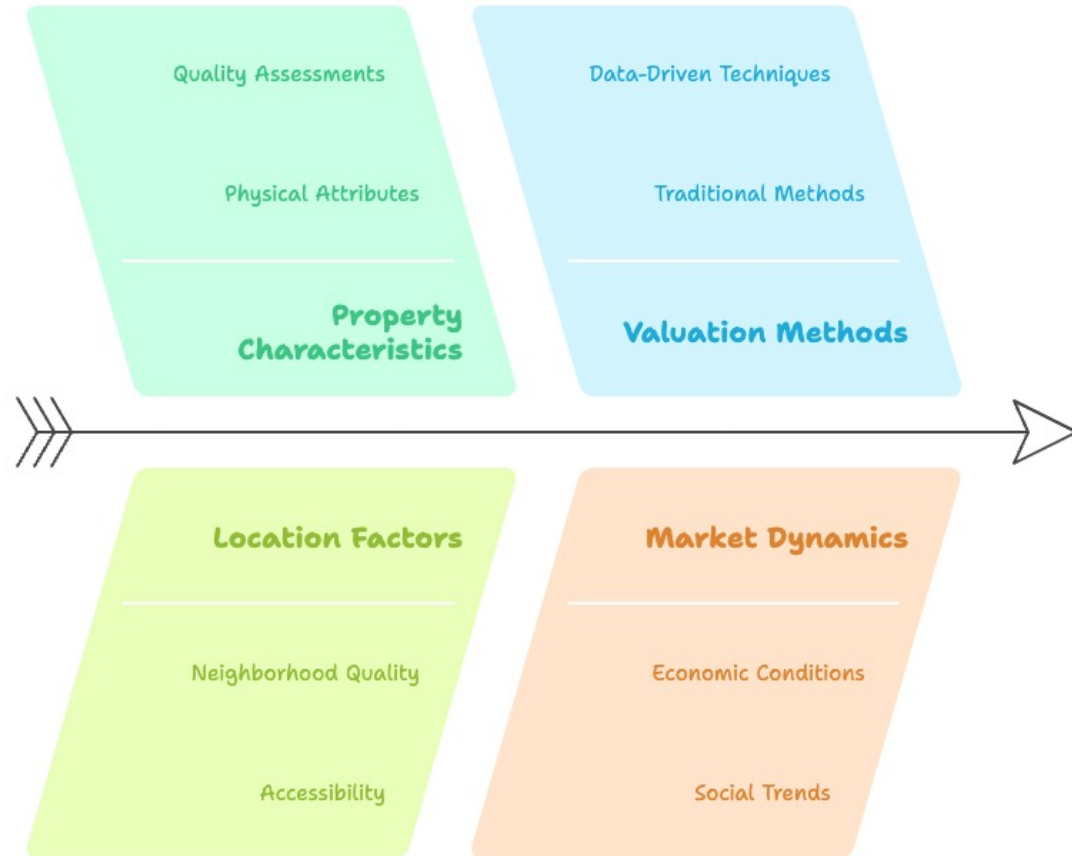 Quality Assessments
Physical Attributes
Property
Characteristics
Data-Driven Techniques
Traditional Methods
Valuation Methods
Location Factors
Neighborhood Quality
Accessibility
Market Dynamics
Economic Conditions
Social Trends